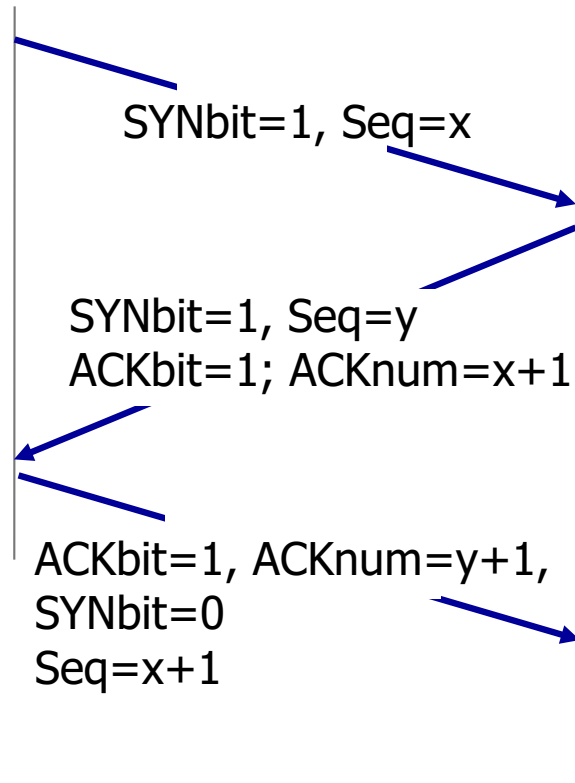 SYNbit=1, Seq=x
SYNbit=1, Seq=y
ACKbit=1; ACKnum=x+1
ACKbit=1, ACKnum=y+1,
SYNbit=0
Seq=x+1